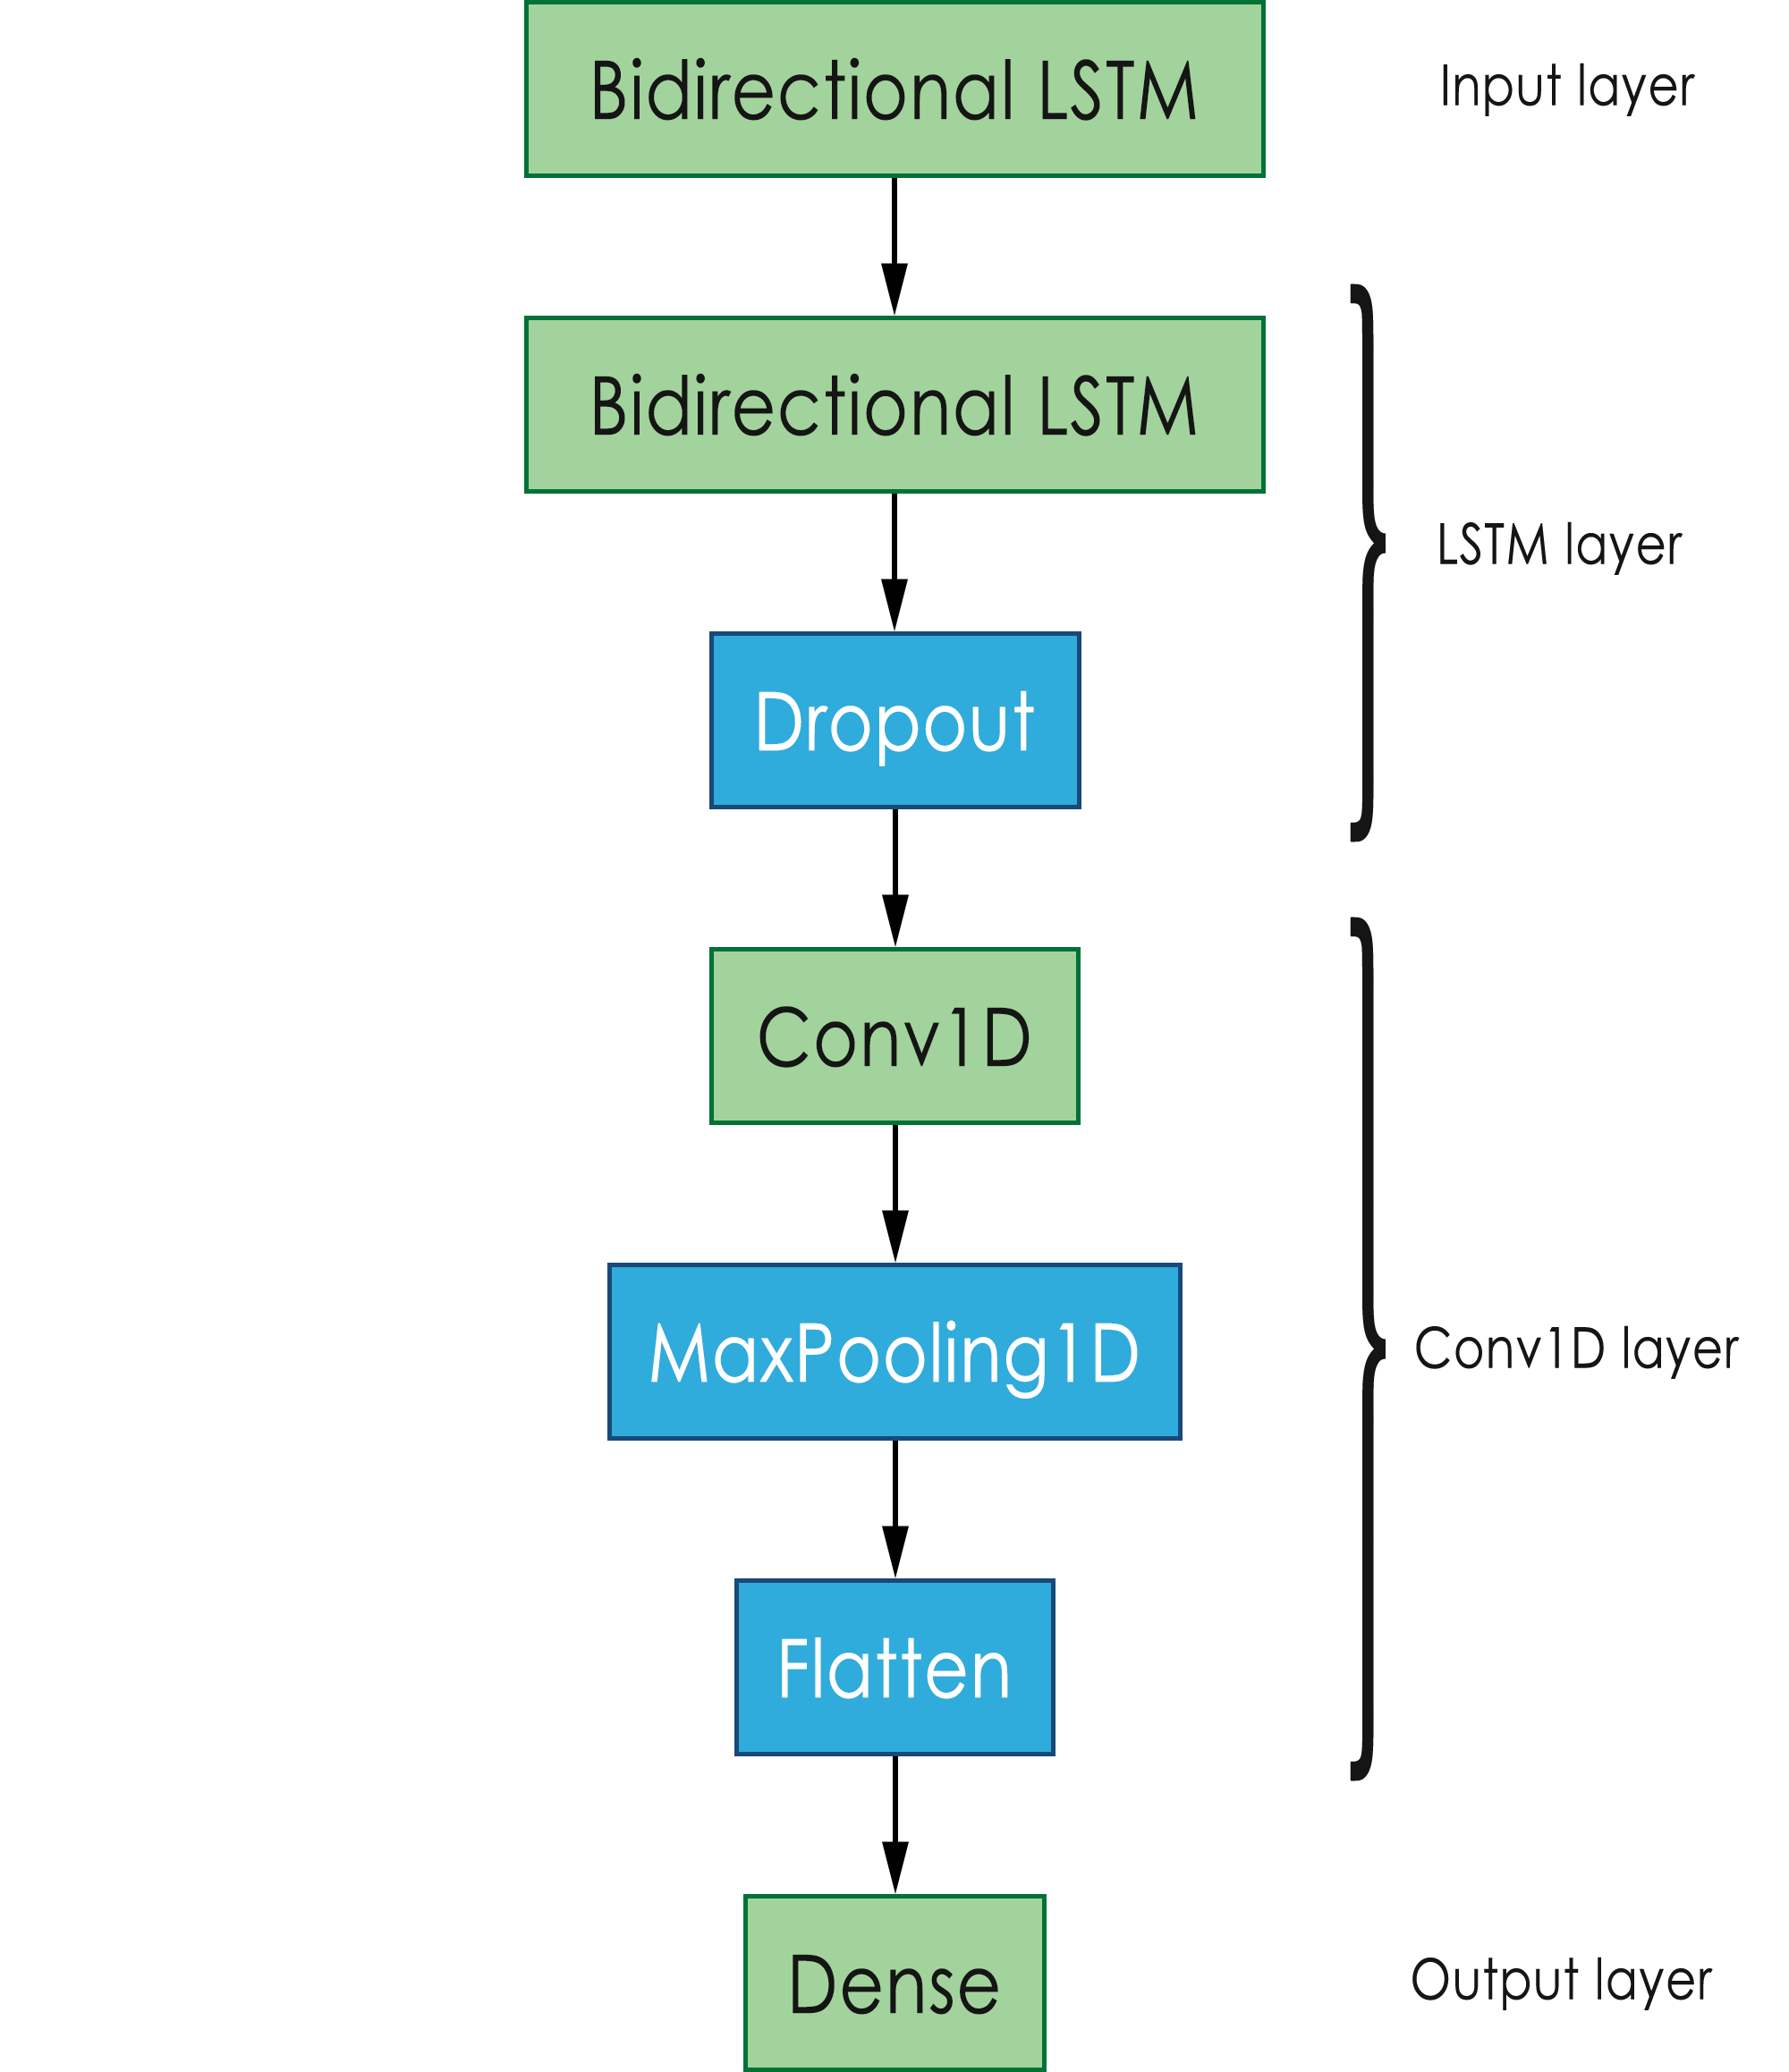 Bidirectional LSTM
Input layer
Bidirectional LSTM
LSTM layer
Dropout
Conv1D
MaxPooling1D
Conv1D layer
Flatten
Dense
Output layer